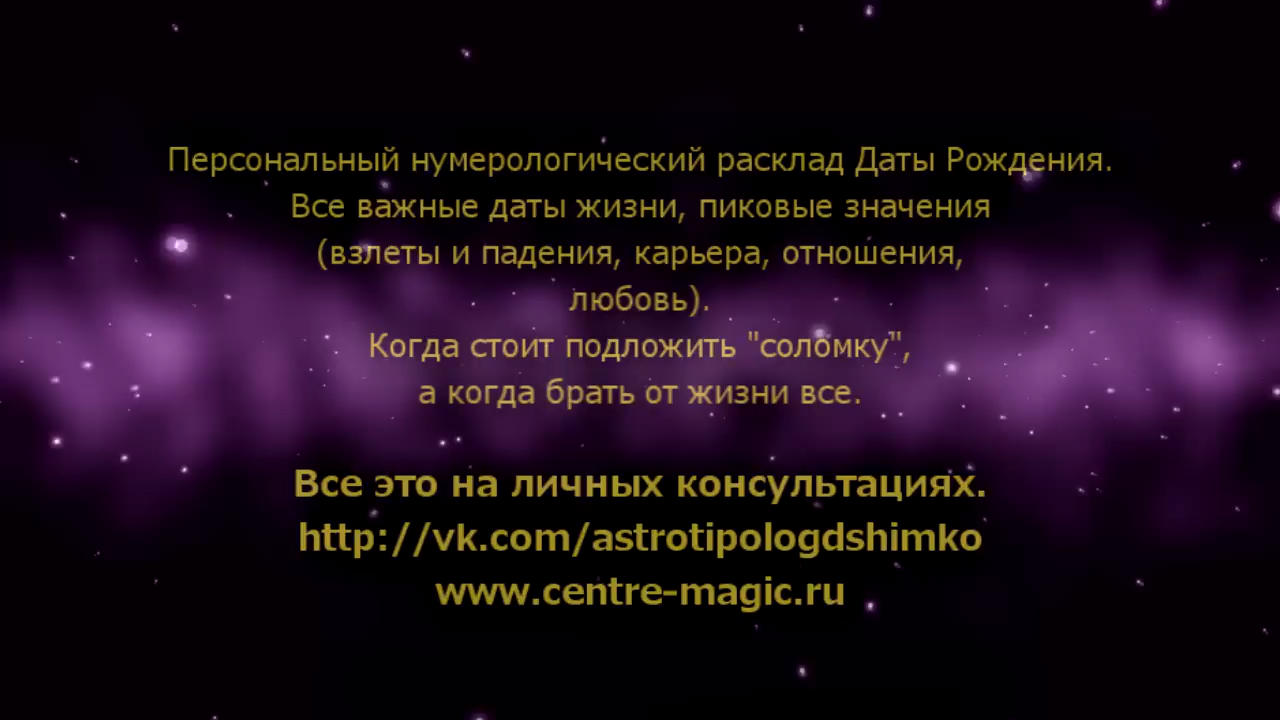 Персональный нумерологический расклад Даты Рождения.
Все важные даты жизни, пиковые значения
(взлеты и падения, карьера, отношения,
любовь).
Когда стоит подложить "соломку",
а когда брать от жизни все.
Все это на личных консультациях.
http://vk.com/astrotipologdshimko
www.centre-magic.ru